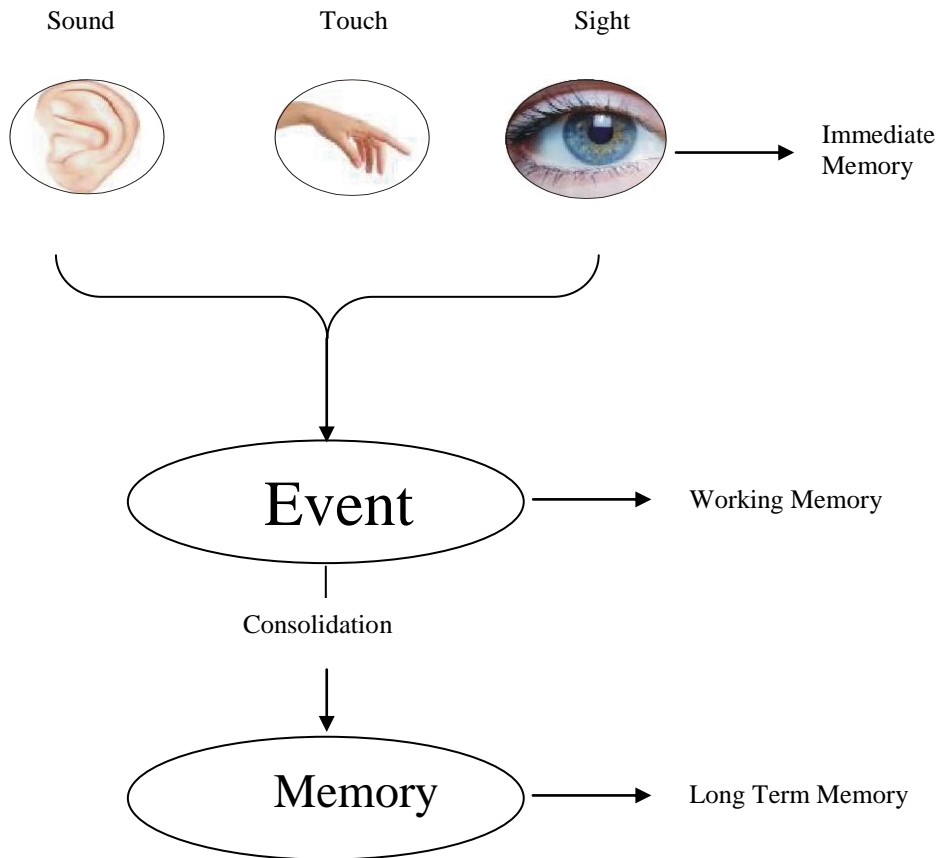 Sound Touch Sight
Immediate
Memory
Event
Working Memory
Consolidation
Memory
Long Term Memory